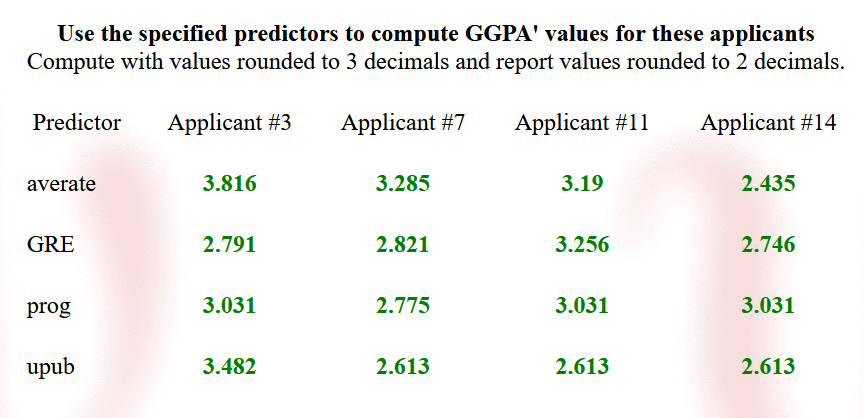 Use the specified predictors to compute GGPA' values for these applicants
Compute with values rounded to 3 decimals and report values rounded to 2 decimals.
Predictor Applicant #3 Applicant #7 Applicant #11 Applicant #14
averate 3.816 3.285 3.19 2.435
GRE 2.791 2.821 3.256 2.746
prog 3.031 2.775 3.031 3.031
upub 3.482 2.613 2.613 2.613